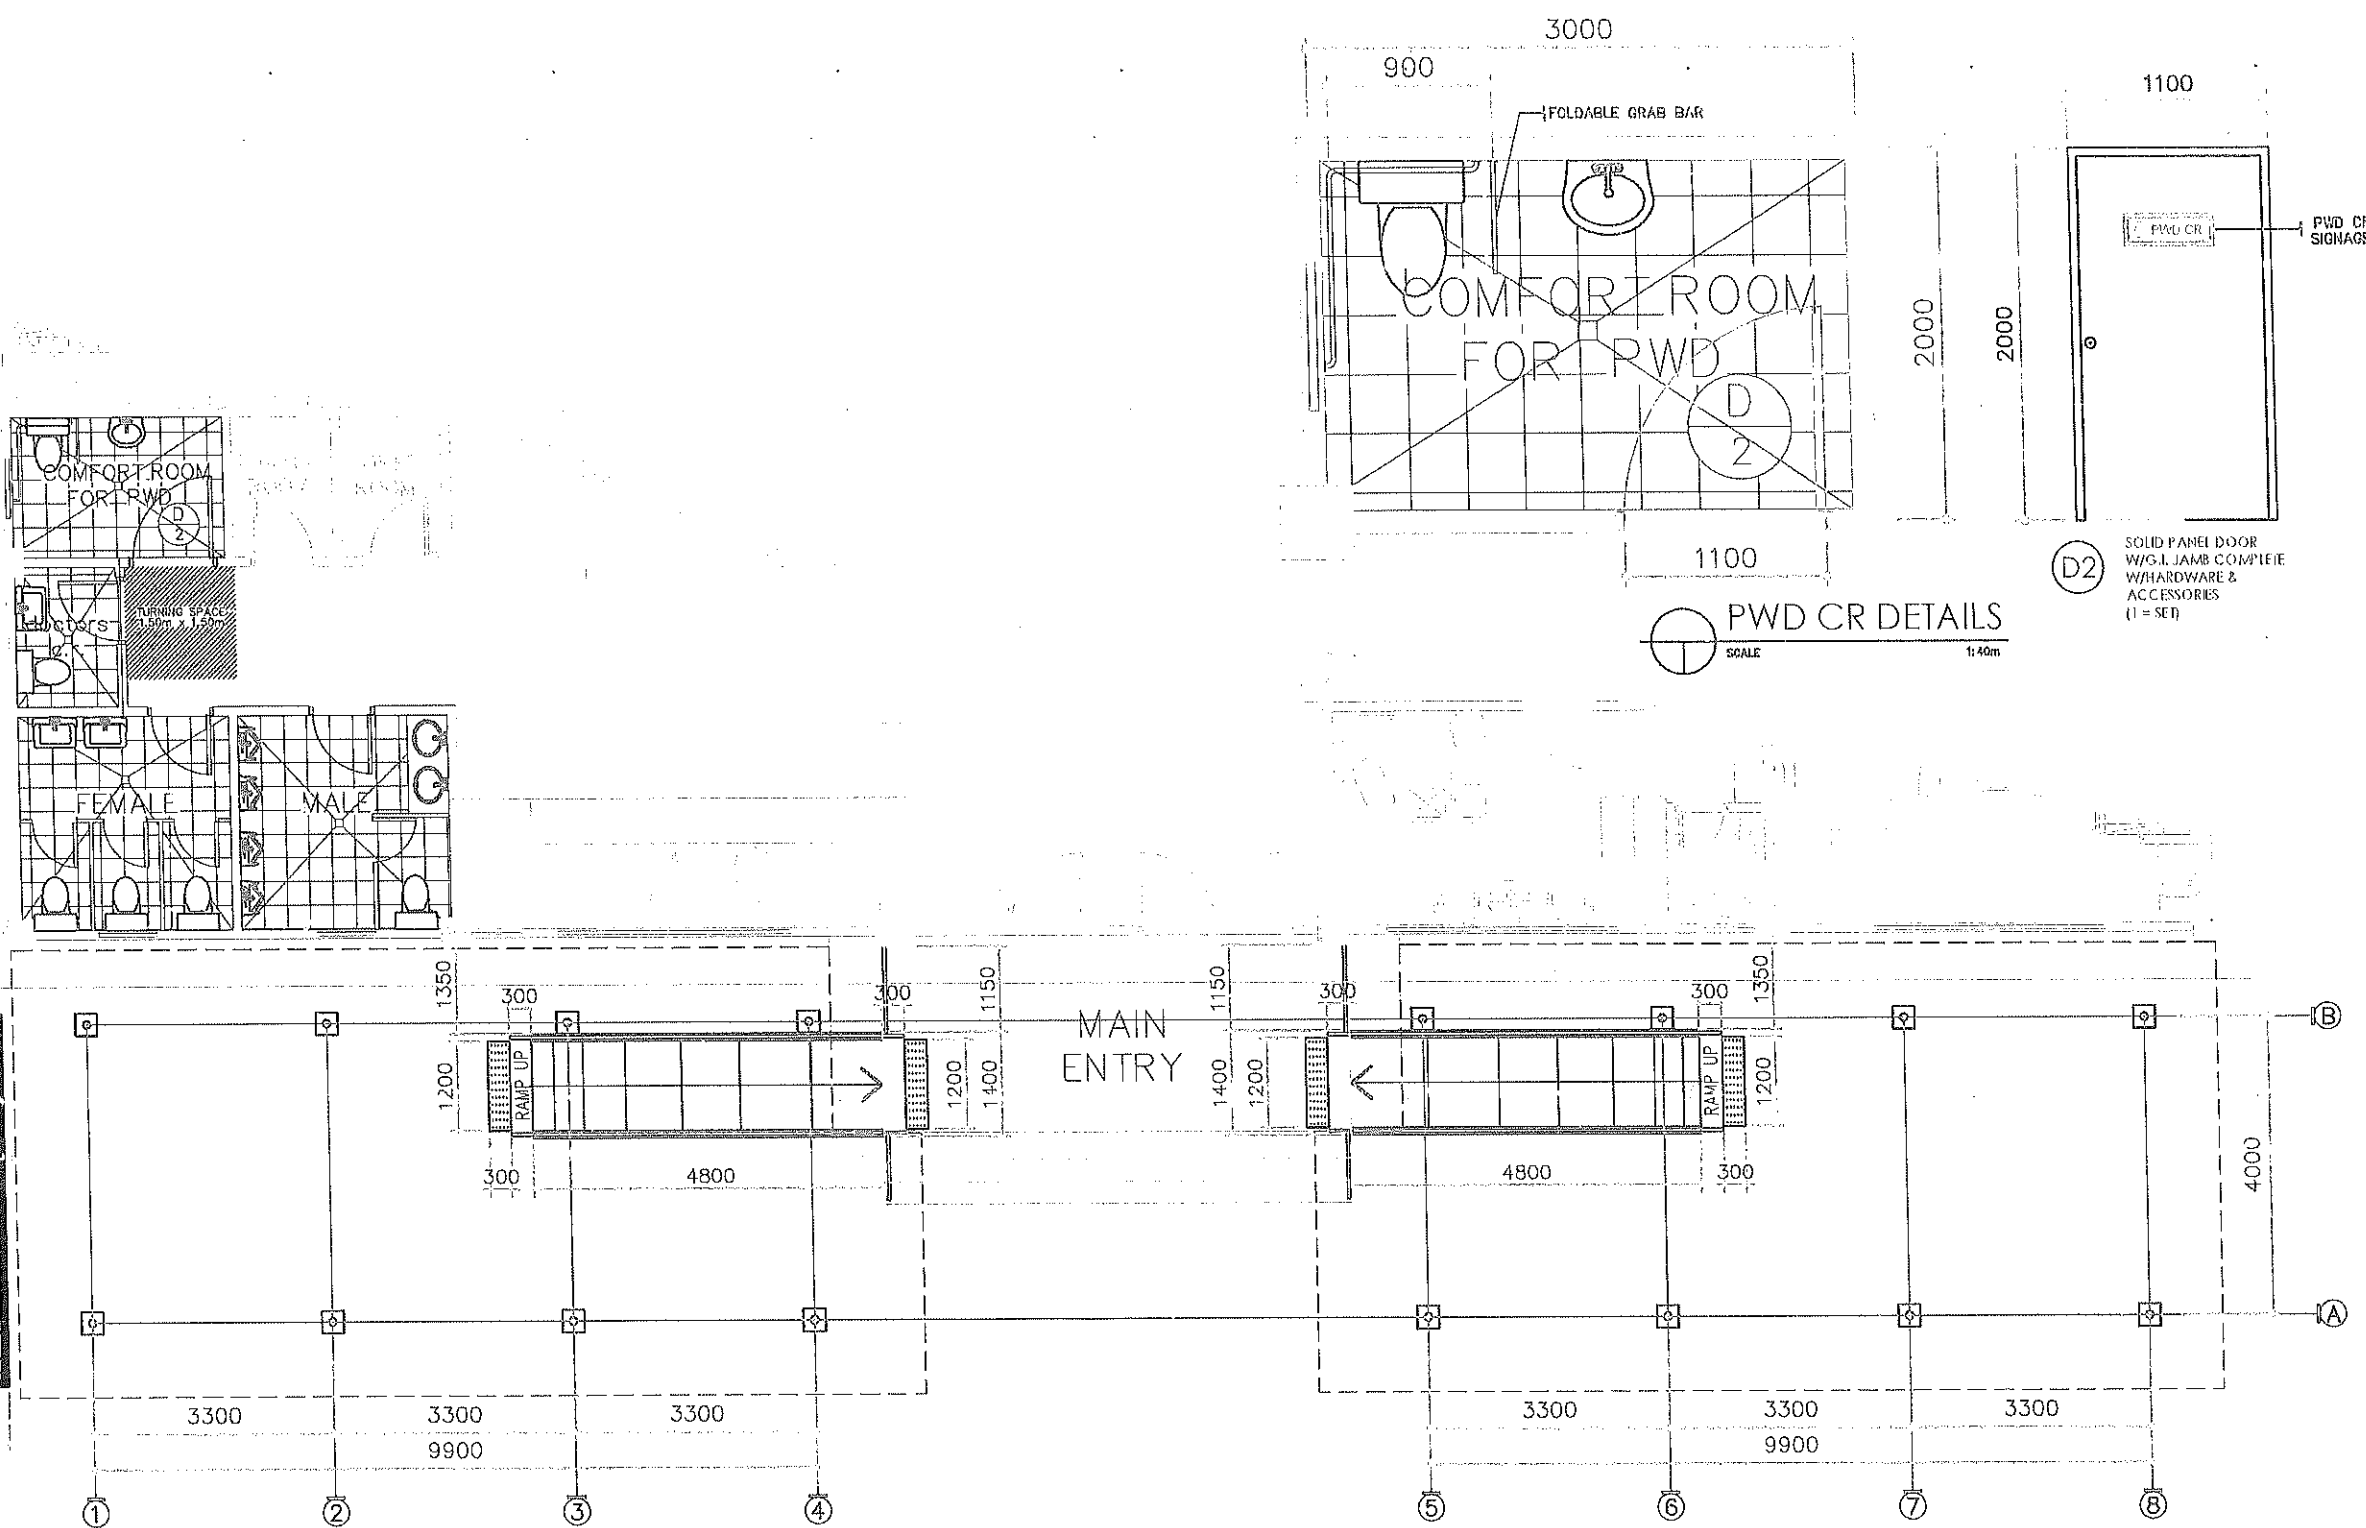 3000
900
1100
FOLDABLE GRAB BAR
PWD CR
PWD
COMFORT ROOM
FOR PWD
D
2
2000
2000
1100
D2
SOLID PANEL DOOR
W/G.I. JAMB COMPLETE
W/HARDWARE &
ACCESSORIES
(1 = SET)
PWD CR DETAILS
SCALE
1:40m
COMFORT ROOM
FOR PWD
D
2
ROOM
TURNING SPACE
1.50m x 1.50m
FEMALE
MALE
1350
300
300
1150
1150
300
300
1350
MAIN
ENTRY
B
1200
RAMP UP
1200
1400
1400
1200
RAMP UP
1200
300
4800
4800
300
4000
A
3300
3300
3300
3300
3300
3300
9900
9900
1
2
3
4
5
6
7
8